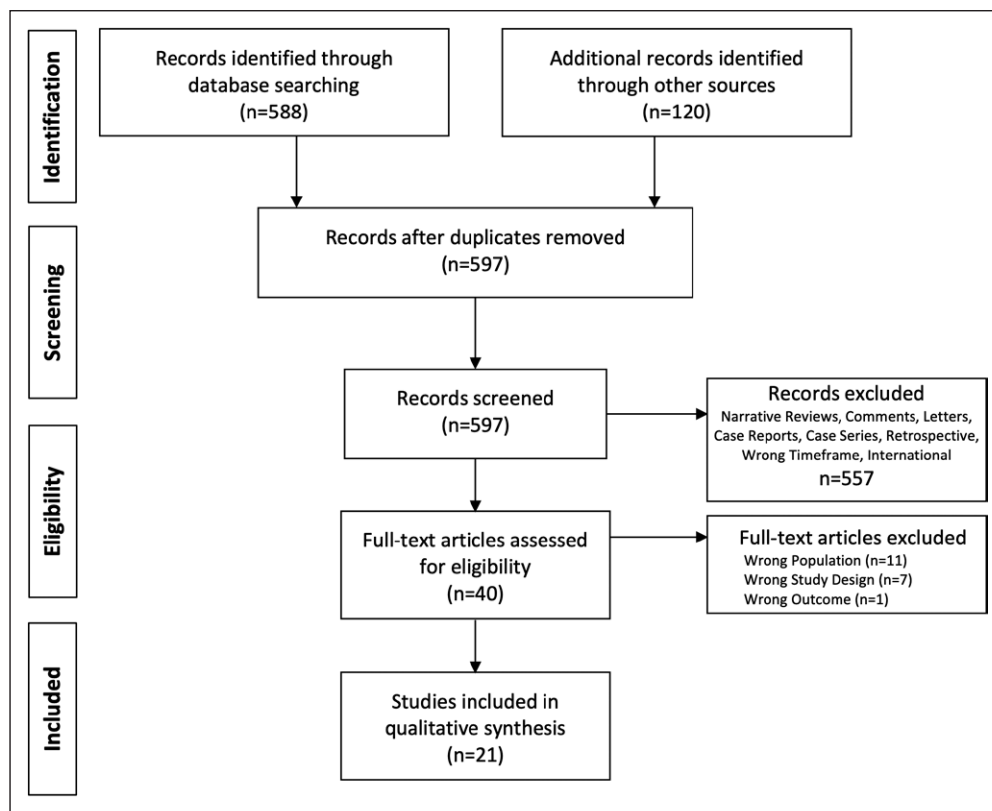 Identification
Records identified through
database searching
(n=588)
Additional records identified
through other sources
(n=120)
Screening
Records after duplicates removed
(n=597)
Records screened
(n=597)
Records excluded
Narrative Reviews, Comments, Letters,
Case Reports, Case Series, Retrospective,
Wrong Timeframe, International
n=557
Eligibility
Full-text articles assessed
for eligibility
(n=40)
Full-text articles excluded
Wrong Population (n=11)
Wrong Study Design (n=7)
Wrong Outcome (n=1)
Included
Studies included in
qualitative synthesis
(n=21)